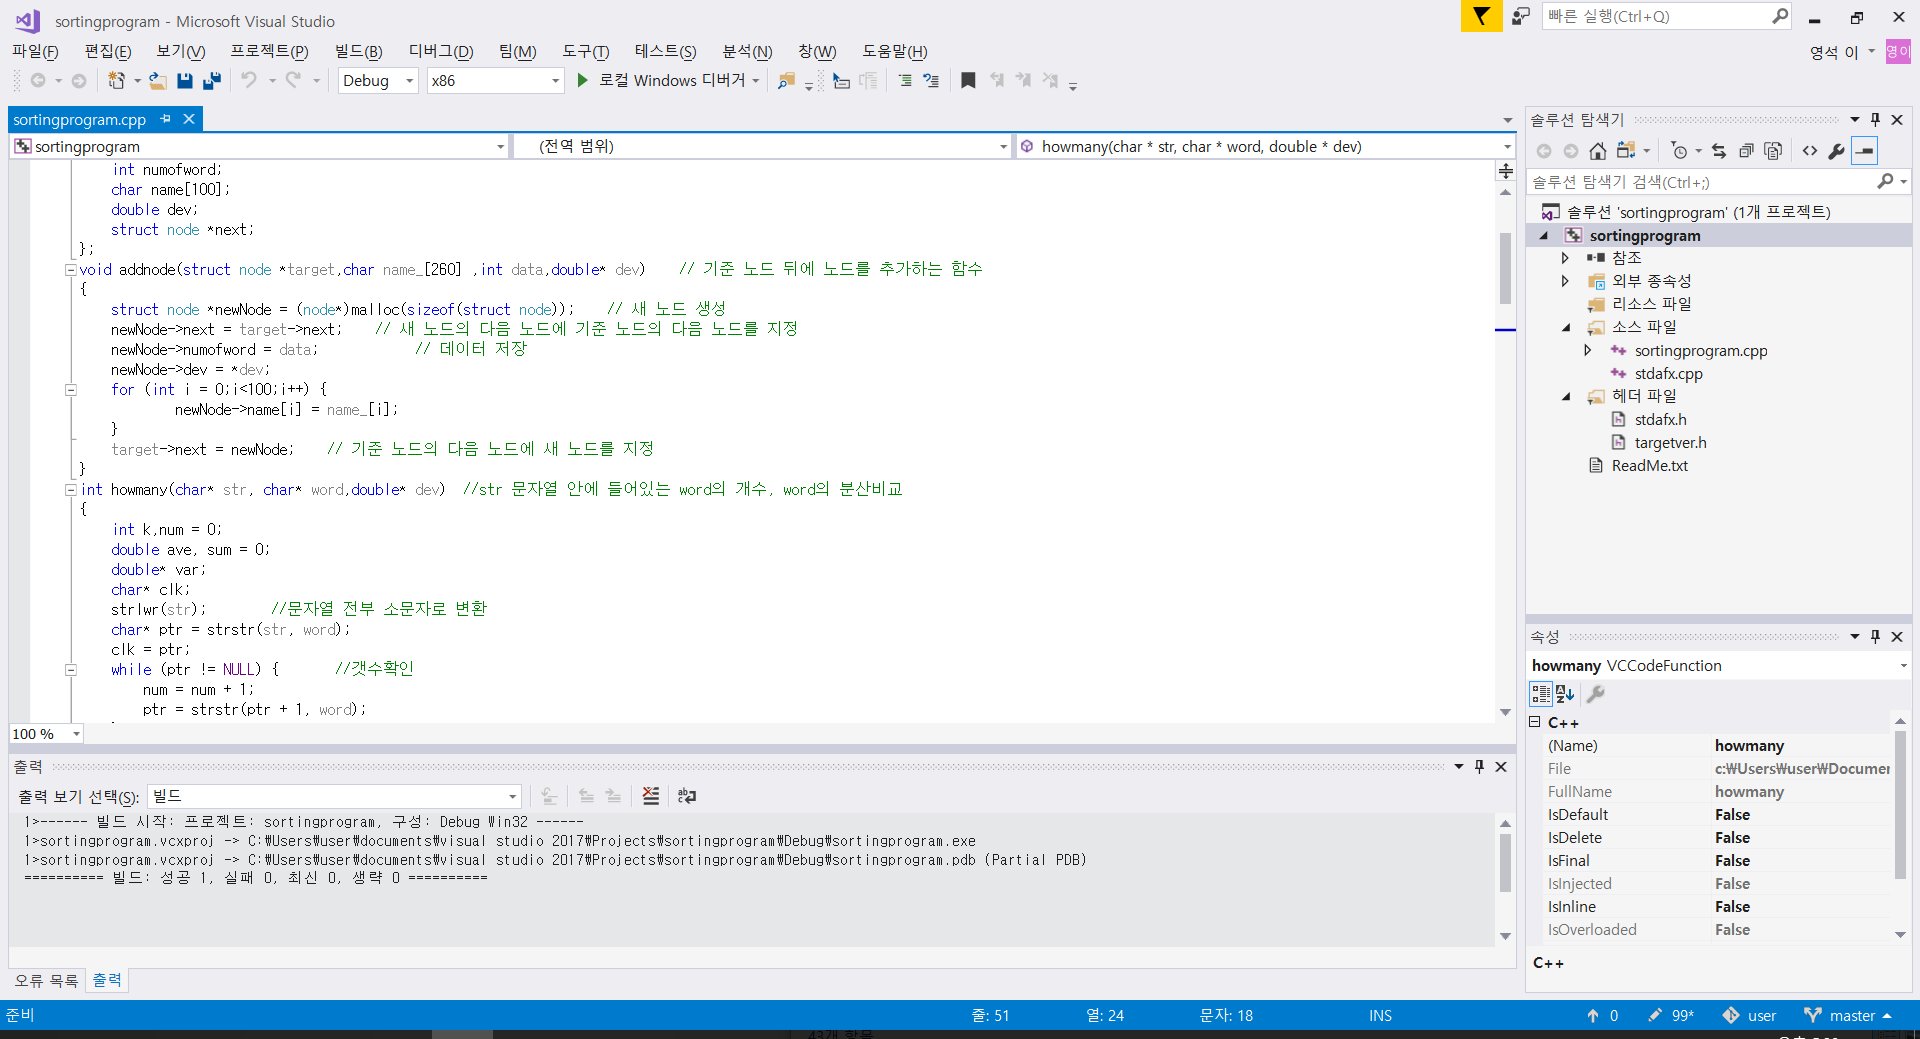 sortingprogram - Microsoft Visual Studio
빠른 실행(Ctrl+Q)
파일(F) 편집(E) 보기(V) 프로젝트(P) 빌드(B) 디버그(D) 팀(M) 도구(T) 테스트(S) 분석(N) 창(W) 도움말(H)
영석 이 영이
Debug x86 로컬 Windows 디버거
sortingprogram.cpp
sortingprogram (전역 범위) howmany(char * str, char * word, double * dev)
int numofword;
char name[100];
double dev;
struct node *next;
};
void addnode(struct node *target,char name_[260] ,int data,double* dev) // 기준 노드 뒤에 노드를 추가하는 함수
{
struct node *newNode = (node*)malloc(sizeof(struct node)); // 새 노드 생성
newNode->next = target->next; // 새 노드의 다음 노드에 기준 노드의 다음 노드를 지정
newNode->numofword = data; // 데이터 저장
newNode->dev = *dev;
for (int i = 0;i<100;i++) {
newNode->name[i] = name_[i];
}
target->next = newNode; // 기준 노드의 다음 노드에 새 노드를 지정
}
int howmany(char* str, char* word,double* dev) //str 문자열 안에 들어있는 word의 개수, word의 분산비교
{
int k,num = 0;
double ave, sum = 0;
double* var;
char* clk;
strlwr(str); //문자열 전부 소문자로 변환
char* ptr = strstr(str, word);
clk = ptr;
while (ptr != NULL) { //갯수확인
num = num + 1;
ptr = strstr(ptr + 1, word);
100 %
출력
출력 보기 선택(S): 빌드
1>------ 빌드 시작: 프로젝트: sortingprogram, 구성: Debug Win32 ------
1>sortingprogram.vcxproj -> C:₩Users₩user₩documents₩visual studio 2017₩Projects₩sortingprogram₩Debug₩sortingprogram.exe
1>sortingprogram.vcxproj -> C:₩Users₩user₩documents₩visual studio 2017₩Projects₩sortingprogram₩Debug₩sortingprogram.pdb (Partial PDB)
========== 빌드: 성공 1, 실패 0, 최신 0, 생략 0 ==========
오류 목록 출력
솔루션 탐색기
솔루션 탐색기 검색(Ctrl+;)
솔루션 'sortingprogram' (1개 프로젝트)
sortingprogram
참조
외부 종속성
리소스 파일
소스 파일
sortingprogram.cpp
stdafx.cpp
헤더 파일
stdafx.h
targetver.h
ReadMe.txt
속성
howmany VCCodeFunction
C++
(Name) howmany
File c:₩Users₩user₩Documer
FullName howmany
IsDefault False
IsDelete False
IsFinal False
IsInjected False
IsInline False
IsOverloaded False
C++
준비 줄: 51 열: 24 문자: 18 INS 0 99* user master